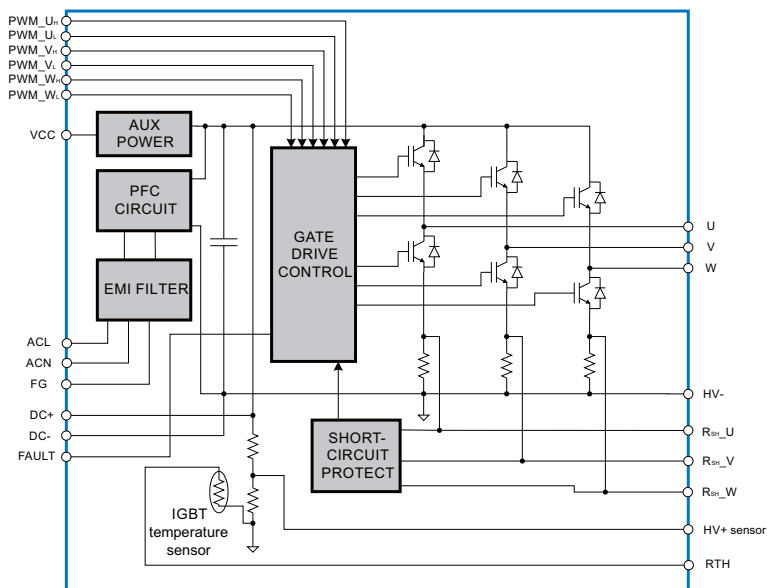 PWM_UH
PWM_UL
PWM_VH
PWM_VL
PWM_WH
PWM_WL
VCC
AUX
POWER
PFC
CIRCUIT
EMI FILTER
GATE
DRIVE
CONTROL
U
V
W
ACL
ACN
FG
DC+
DC-
FAULT
SHORT-
CIRCUIT
PROTECT
HV-
RSH_U
RSH_V
RSH_W
IGBT
temperature
sensor
HV+ sensor
RTH